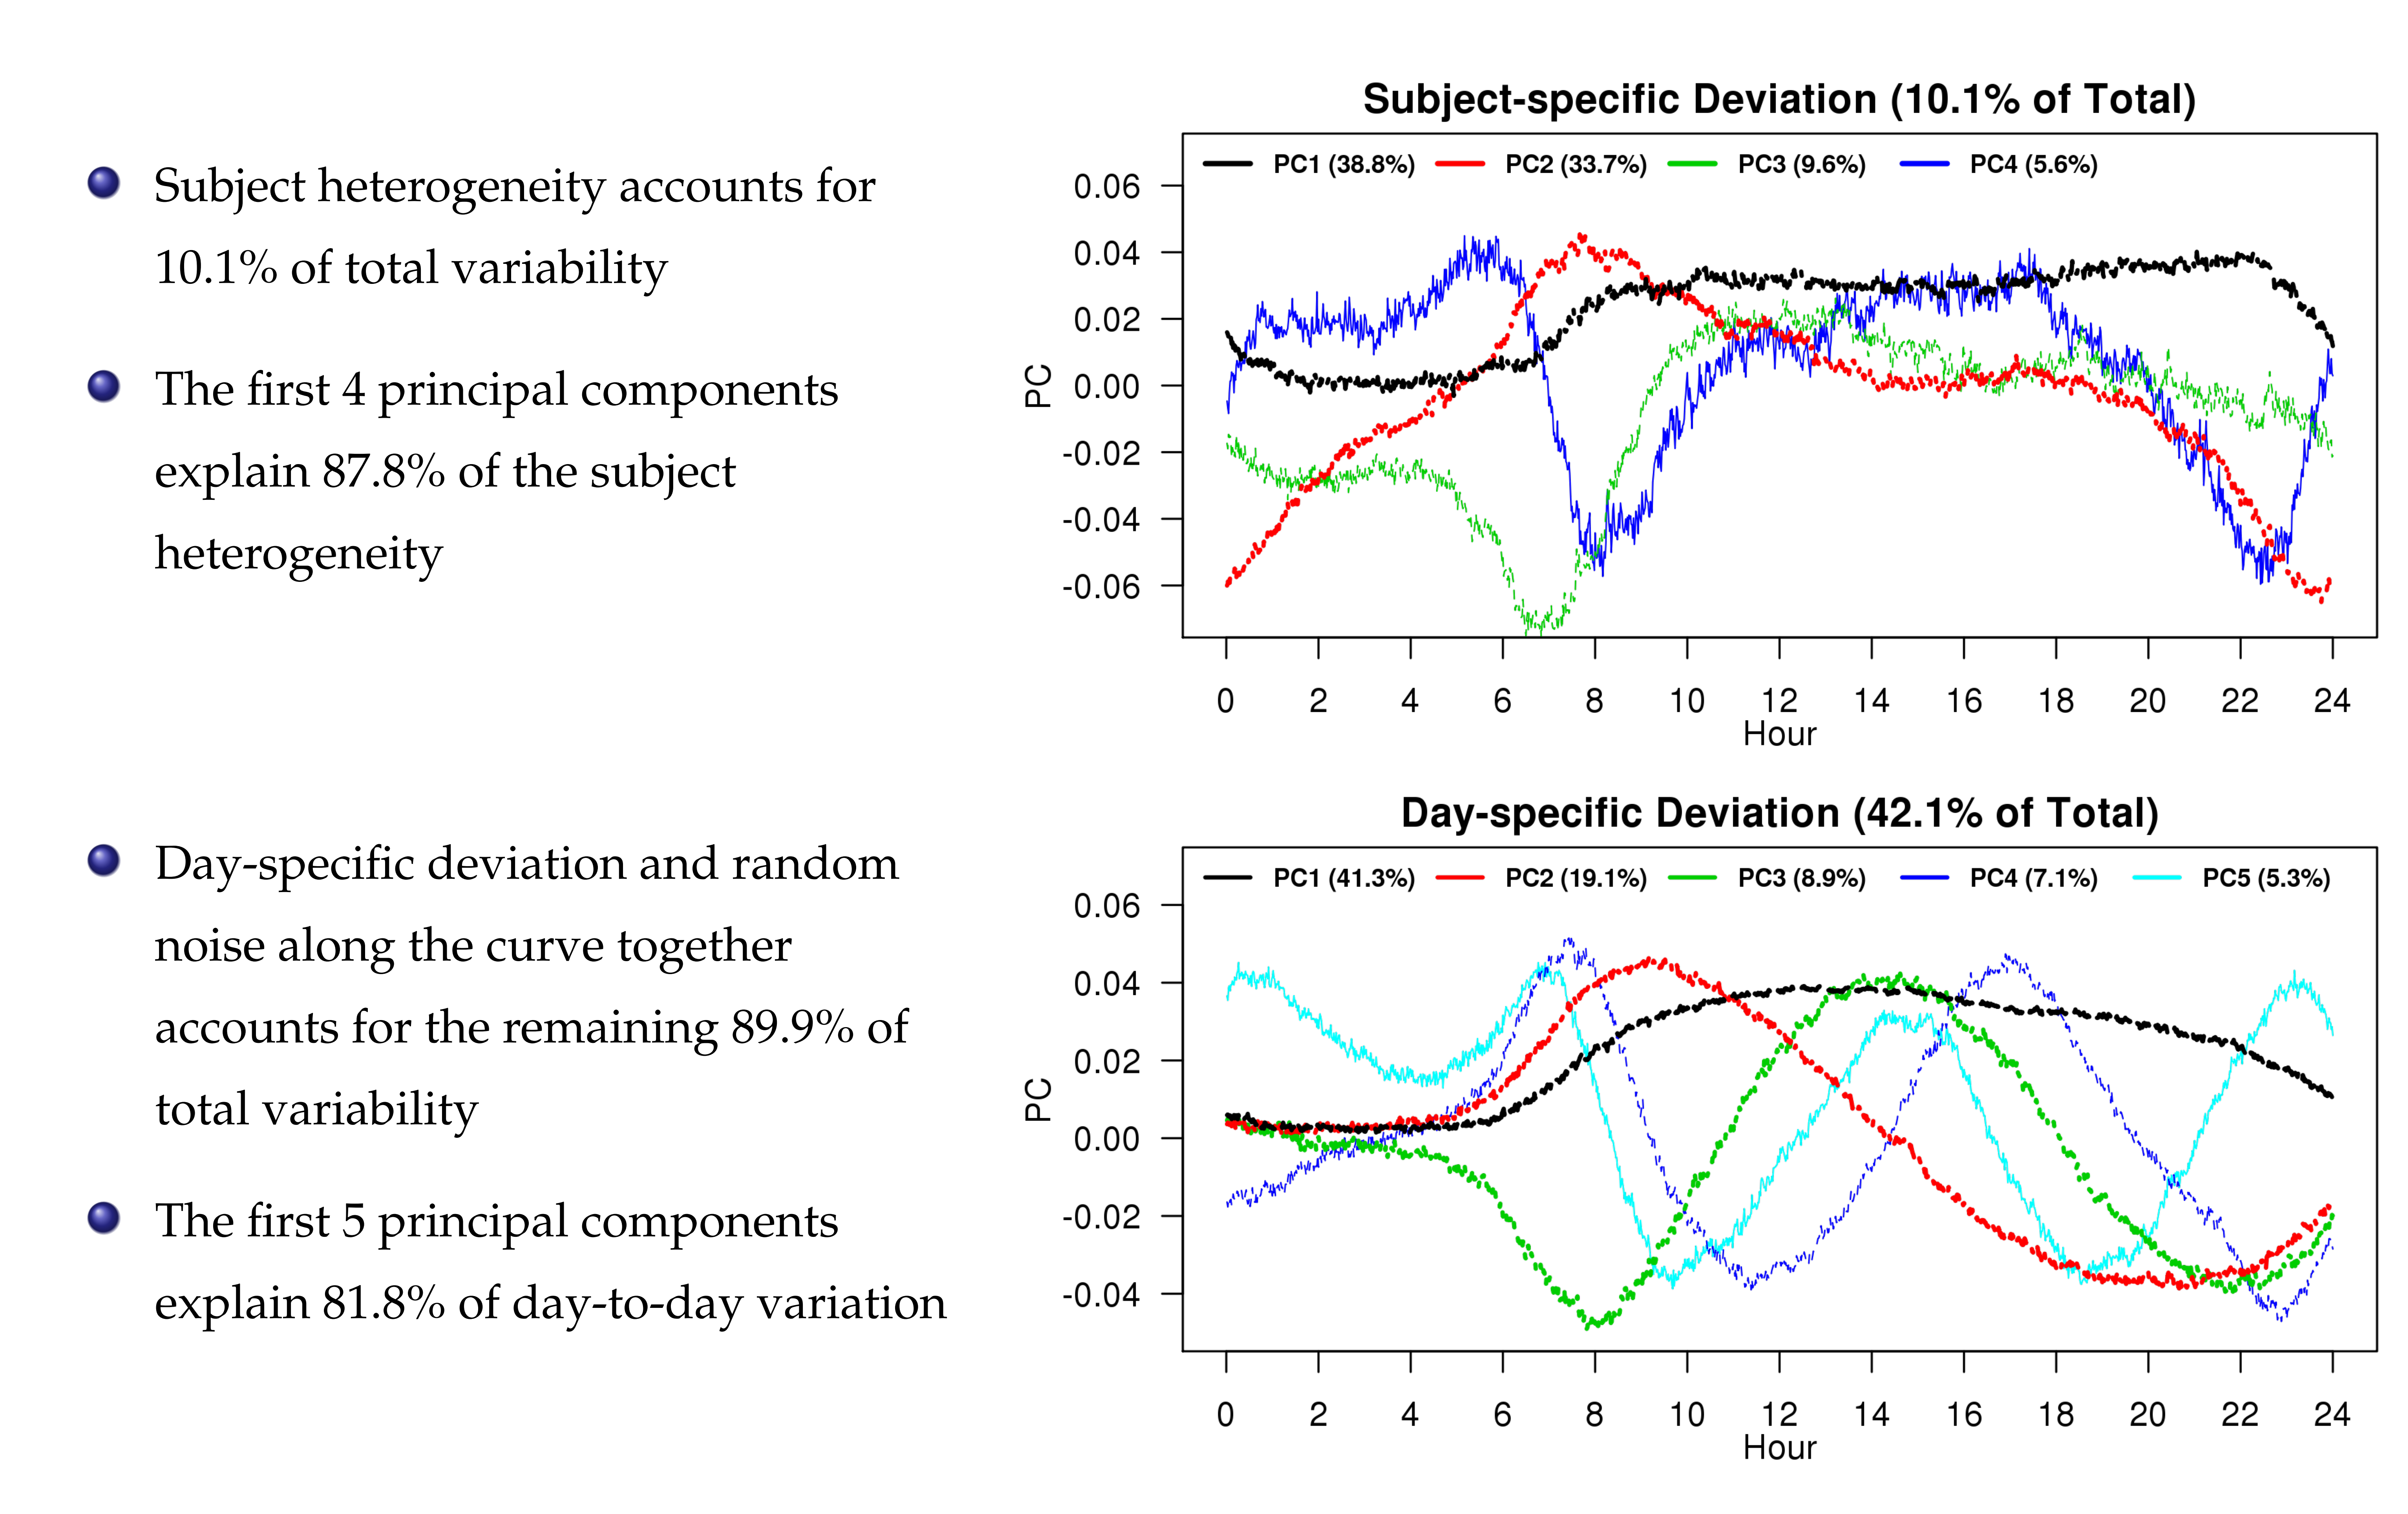 Subject heterogeneity accounts for
10.1% of total variability
The first 4 principal components
explain 87.8% of the subject
heterogeneity
Day-specific deviation and random
noise along the curve together
accounts for the remaining 89.9% of
total variability
The first 5 principal components
explain 81.8% of day-to-day variation
Subject-specific Deviation (10.1% of Total)
PC1 (38.8%) PC2 (33.7%) PC3 (9.6%) PC4 (5.6%)
0.06
0.04
0.02
0.00
-0.02
-0.04
-0.06
PC
0 2 4 6 8 10 12 14 16 18 20 22 24
Hour
Day-specific Deviation (42.1% of Total)
PC1 (41.3%) PC2 (19.1%) PC3 (8.9%) PC4 (7.1%) PC5 (5.3%)
0.06
0.04
0.02
0.00
-0.02
-0.04
PC
0 2 4 6 8 10 12 14 16 18 20 22 24
Hour